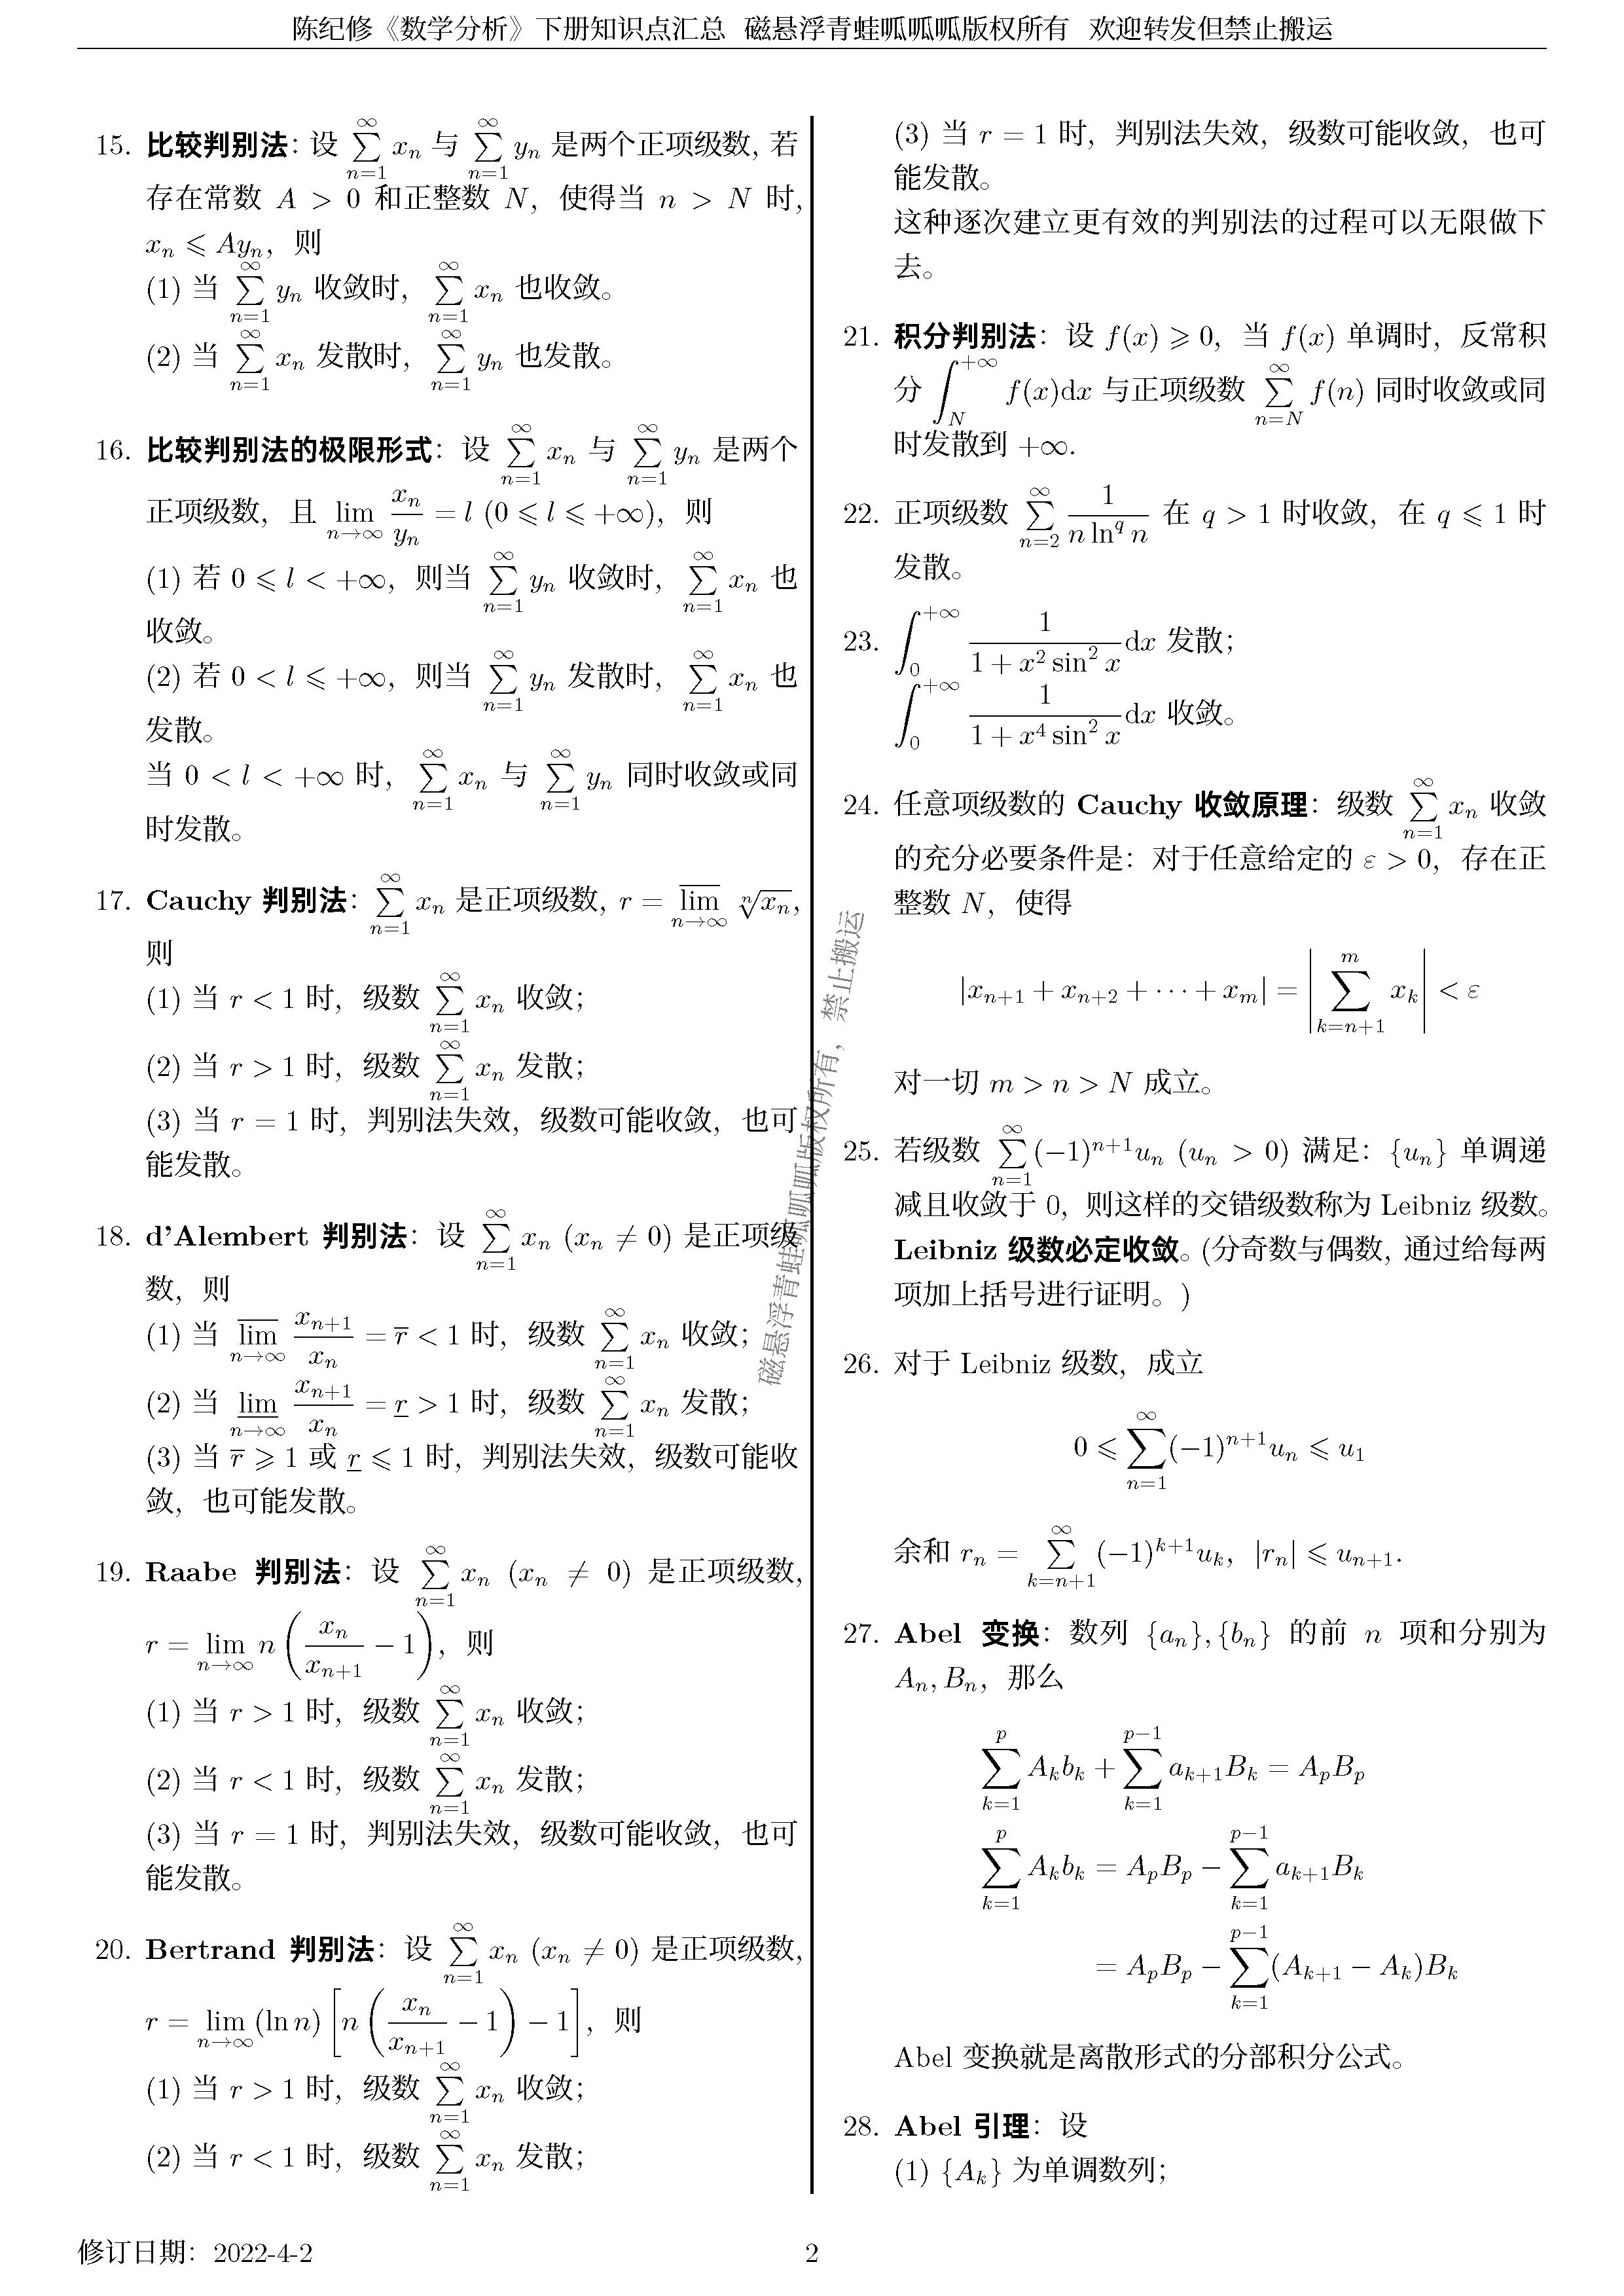 陈纪修《数学分析》下册知识点汇总 磁悬浮青蛙呱呱呱版权所有 欢迎转发但禁止搬运
15. 比较判别法：设 $\sum_{n=1}^{\infty} x_n$ 与 $\sum_{n=1}^{\infty} y_n$ 是两个正项级数，若
存在常数 $A > 0$ 和正整数 $N$，使得当 $n > N$ 时，
$x_n \leqslant Ay_n$，则
(1) 当 $\sum_{n=1}^{\infty} y_n$ 收敛时，$\sum_{n=1}^{\infty} x_n$ 也收敛。
(2) 当 $\sum_{n=1}^{\infty} x_n$ 发散时，$\sum_{n=1}^{\infty} y_n$ 也发散。
16. 比较判别法的极限形式：设 $\sum_{n=1}^{\infty} x_n$ 与 $\sum_{n=1}^{\infty} y_n$ 是两个
正项级数，且 $\lim_{n\to\infty} \frac{x_n}{y_n} = l\ (0 \leqslant l \leqslant +\infty)$，则
(1) 若 $0 \leqslant l < +\infty$，则当 $\sum_{n=1}^{\infty} y_n$ 收敛时，$\sum_{n=1}^{\infty} x_n$ 也
收敛。
(2) 若 $0 < l \leqslant +\infty$，则当 $\sum_{n=1}^{\infty} y_n$ 发散时，$\sum_{n=1}^{\infty} x_n$ 也
发散。
当 $0 < l < +\infty$ 时，$\sum_{n=1}^{\infty} x_n$ 与 $\sum_{n=1}^{\infty} y_n$ 同时收敛或同
时发散。
17. Cauchy 判别法：$\sum_{n=1}^{\infty} x_n$ 是正项级数，$r = \varlimsup_{n\to\infty} \sqrt[n]{x_n}$，
则
(1) 当 $r < 1$ 时，级数 $\sum_{n=1}^{\infty} x_n$ 收敛；
(2) 当 $r > 1$ 时，级数 $\sum_{n=1}^{\infty} x_n$ 发散；
(3) 当 $r = 1$ 时，判别法失效，级数可能收敛，也可
能发散。
18. d'Alembert 判别法：设 $\sum_{n=1}^{\infty} x_n\ (x_n \neq 0)$ 是正项级
数，则
(1) 当 $\varlimsup_{n\to\infty} \frac{x_{n+1}}{x_n} = \overline{r} < 1$ 时，级数 $\sum_{n=1}^{\infty} x_n$ 收敛；
(2) 当 $\varliminf_{n\to\infty} \frac{x_{n+1}}{x_n} = \underline{r} > 1$ 时，级数 $\sum_{n=1}^{\infty} x_n$ 发散；
(3) 当 $\overline{r} \geqslant 1$ 或 $\underline{r} \leqslant 1$ 时，判别法失效，级数可能收
敛，也可能发散。
19. Raabe 判别法：设 $\sum_{n=1}^{\infty} x_n\ (x_n \neq 0)$ 是正项级数，
$r = \lim_{n\to\infty} n\left(\frac{x_n}{x_{n+1}} - 1\right)$，则
(1) 当 $r > 1$ 时，级数 $\sum_{n=1}^{\infty} x_n$ 收敛；
(2) 当 $r < 1$ 时，级数 $\sum_{n=1}^{\infty} x_n$ 发散；
(3) 当 $r = 1$ 时，判别法失效，级数可能收敛，也可
能发散。
20. Bertrand 判别法：设 $\sum_{n=1}^{\infty} x_n\ (x_n \neq 0)$ 是正项级数，
$r = \lim_{n\to\infty} (\ln n)\left[n\left(\frac{x_n}{x_{n+1}} - 1\right) - 1\right]$，则
(1) 当 $r > 1$ 时，级数 $\sum_{n=1}^{\infty} x_n$ 收敛；
(2) 当 $r < 1$ 时，级数 $\sum_{n=1}^{\infty} x_n$ 发散；
(3) 当 $r = 1$ 时，判别法失效，级数可能收敛，也可
能发散。
这种逐次建立更有效的判别法的过程可以无限做下
去。
21. 积分判别法：设 $f(x) \geqslant 0$，当 $f(x)$ 单调时，反常积
分 $\int_N^{+\infty} f(x)\mathrm{d}x$ 与正项级数 $\sum_{n=N}^{\infty} f(n)$ 同时收敛或同
时发散到 $+\infty$.
22. 正项级数 $\sum_{n=2}^{\infty} \frac{1}{n\ln^q n}$ 在 $q > 1$ 时收敛，在 $q \leqslant 1$ 时
发散。
23. $\int_0^{+\infty} \frac{1}{1+x^2\sin^2 x}\mathrm{d}x$ 发散；
$\int_0^{+\infty} \frac{1}{1+x^4\sin^2 x}\mathrm{d}x$ 收敛。
24. 任意项级数的 Cauchy 收敛原理：级数 $\sum_{n=1}^{\infty} x_n$ 收敛
的充分必要条件是：对于任意给定的 $\varepsilon > 0$，存在正
整数 $N$，使得
$|x_{n+1} + x_{n+2} + \cdots + x_m| = \left|\sum_{k=n+1}^{m} x_k\right| < \varepsilon$
对一切 $m > n > N$ 成立。
25. 若级数 $\sum_{n=1}^{\infty} (-1)^{n+1} u_n\ (u_n > 0)$ 满足：$\{u_n\}$ 单调递
减且收敛于 0，则这样的交错级数称为 Leibniz 级数。
Leibniz 级数必定收敛。(分奇数与偶数，通过给每两
项加上括号进行证明。)
26. 对于 Leibniz 级数，成立
$0 \leqslant \sum_{n=1}^{\infty} (-1)^{n+1} u_n \leqslant u_1$
余和 $r_n = \sum_{k=n+1}^{\infty} (-1)^{k+1} u_k$，$|r_n| \leqslant u_{n+1}$.
27. Abel 变换：数列 $\{a_n\}, \{b_n\}$ 的前 $n$ 项和分别为
$A_n, B_n$，那么
$\sum_{k=1}^{p} A_k b_k + \sum_{k=1}^{p-1} a_{k+1} B_k = A_p B_p$
$\sum_{k=1}^{p} A_k b_k = A_p B_p - \sum_{k=1}^{p-1} a_{k+1} B_k$
$= A_p B_p - \sum_{k=1}^{p-1} (A_{k+1} - A_k) B_k$
Abel 变换就是离散形式的分部积分公式。
28. Abel 引理：设
(1) $\{A_k\}$ 为单调数列；
磁悬浮青蛙呱呱呱版权所有，禁止搬运
修订日期：2022-4-2
2